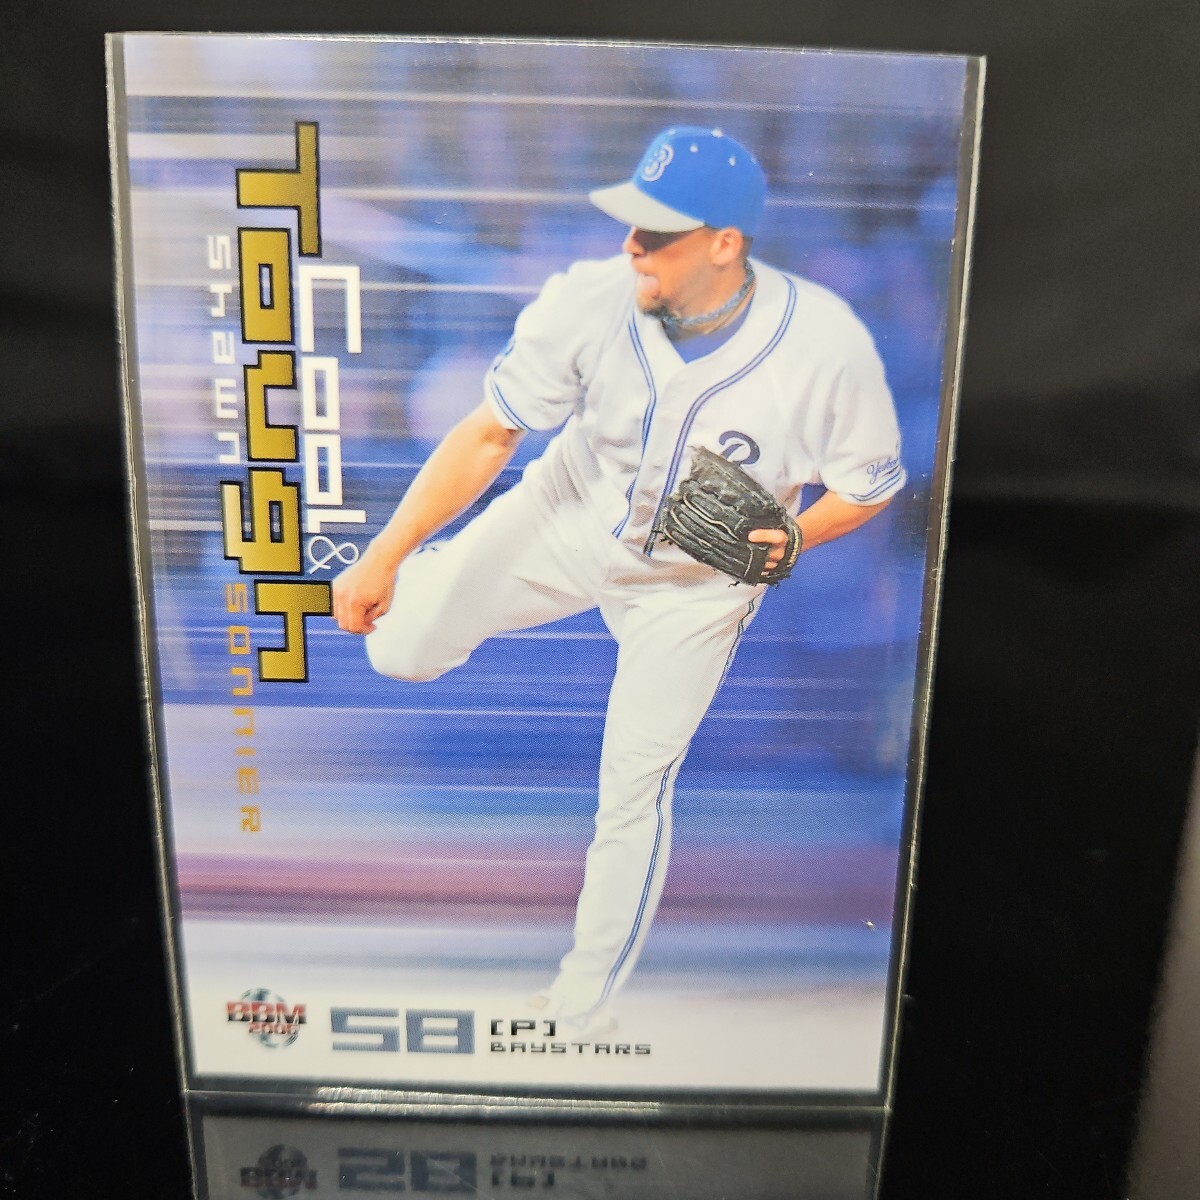 Cool &
Tough
SHAWN SONNIER
BBM
2006
58
[P]
BAYSTARS